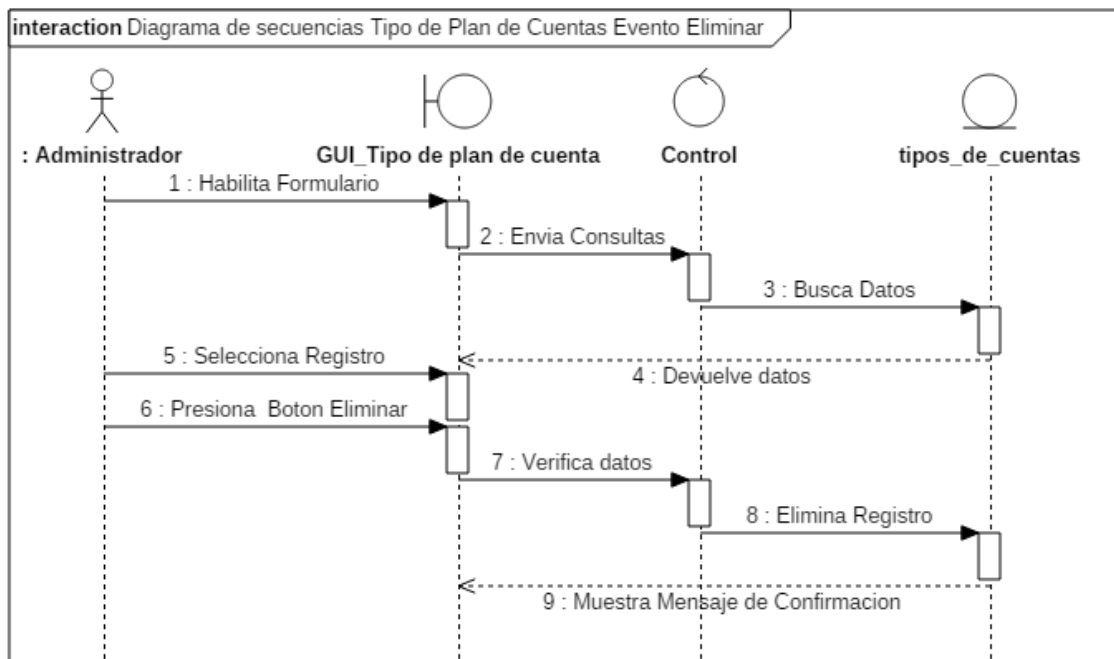 interaction Diagrama de secuencias Tipo de Plan de Cuentas Evento Eliminar
: Administrador
GUI_Tipo de plan de cuenta
Control
tipos_de_cuentas
1 : Habilita Formulario
2 : Envia Consultas
3 : Busca Datos
4 : Devuelve datos
5 : Selecciona Registro
6 : Presiona  Boton Eliminar
7 : Verifica datos
8 : Elimina Registro
9 : Muestra Mensaje de Confirmacion